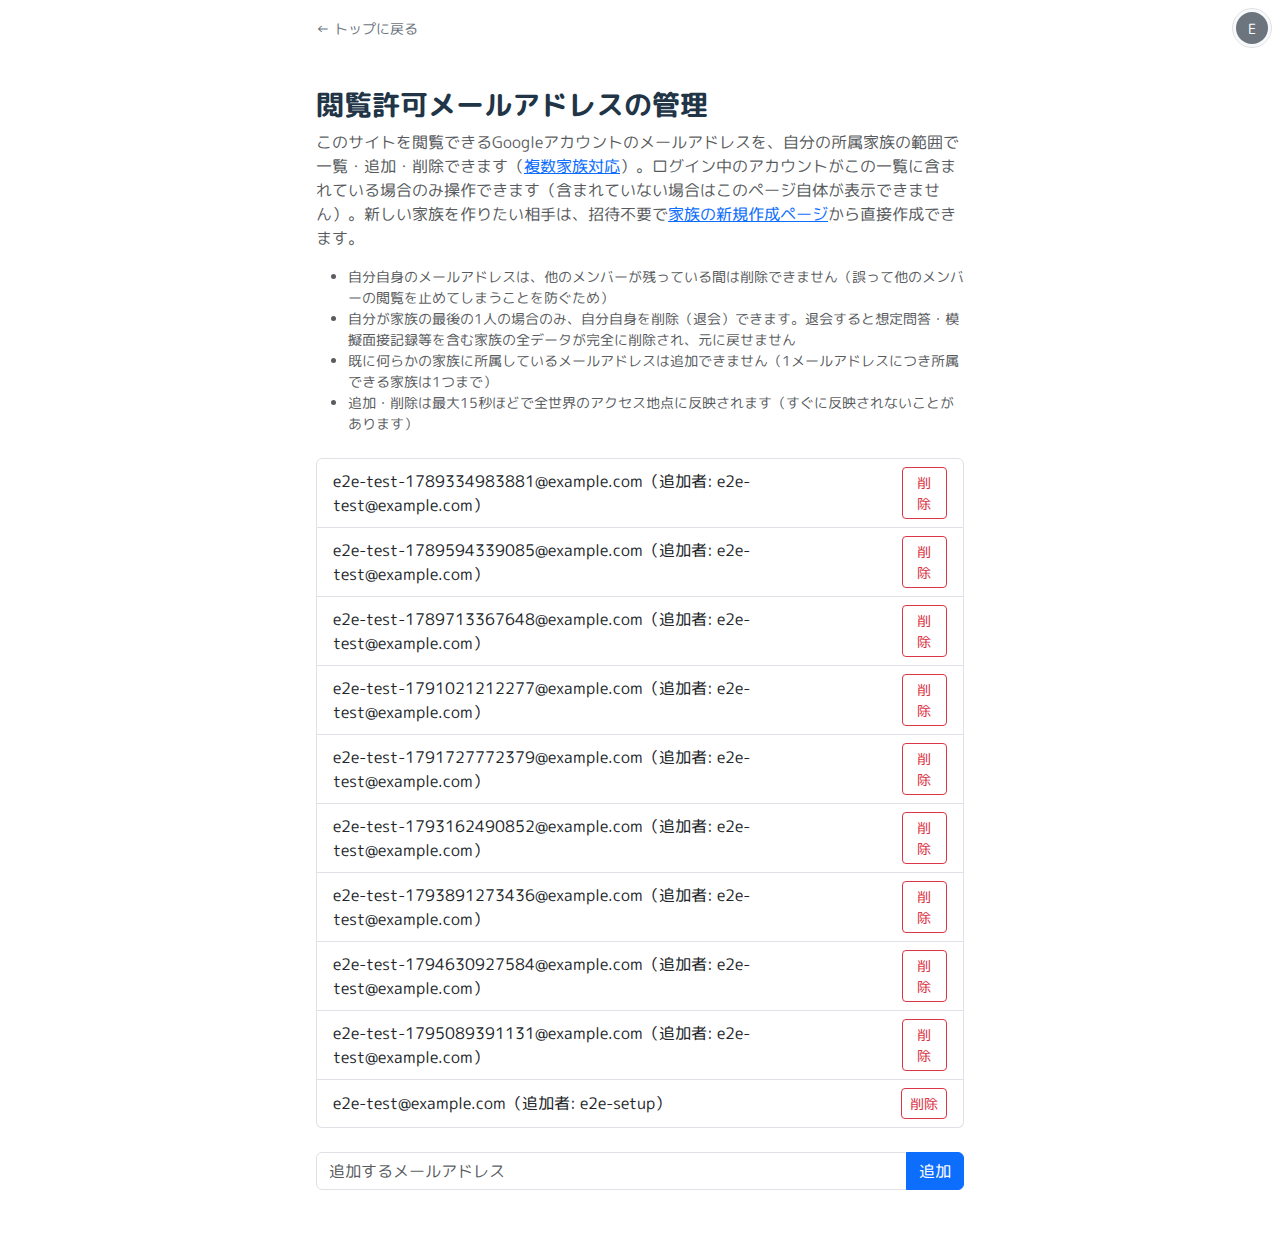 ← トップに戻る
E
閲覧許可メールアドレスの管理
このサイトを閲覧できるGoogleアカウントのメールアドレスを、自分の所属家族の範囲で
一覧・追加・削除できます（複数家族対応）。ログイン中のアカウントがこの一覧に含ま
れている場合のみ操作できます（含まれていない場合はこのページ自体が表示できませ
ん）。新しい家族を作りたい相手は、招待不要で家族の新規作成ページから直接作成でき
ます。
自分自身のメールアドレスは、他のメンバーが残っている間は削除できません（誤って他のメンバ
ーの閲覧を止めてしまうことを防ぐため）
自分が家族の最後の1人の場合のみ、自分自身を削除（退会）できます。退会すると想定問答・模
擬面接記録等を含む家族の全データが完全に削除され、元に戻せません
既に何らかの家族に所属しているメールアドレスは追加できません（1メールアドレスにつき所属
できる家族は1つまで）
追加・削除は最大15秒ほどで全世界のアクセス地点に反映されます（すぐに反映されないことが
あります）
e2e-test-1789334983881@example.com（追加者: e2e-
test@example.com）
削
除
e2e-test-1789594339085@example.com（追加者: e2e-
test@example.com）
削
除
e2e-test-1789713367648@example.com（追加者: e2e-
test@example.com）
削
除
e2e-test-1791021212277@example.com（追加者: e2e-
test@example.com）
削
除
e2e-test-1791727772379@example.com（追加者: e2e-
test@example.com）
削
除
e2e-test-1793162490852@example.com（追加者: e2e-
test@example.com）
削
除
e2e-test-1793891273436@example.com（追加者: e2e-
test@example.com）
削
除
e2e-test-1794630927584@example.com（追加者: e2e-
test@example.com）
削
除
e2e-test-1795089391131@example.com（追加者: e2e-
test@example.com）
削
除
e2e-test@example.com（追加者: e2e-setup）
削除
追加するメールアドレス
追加